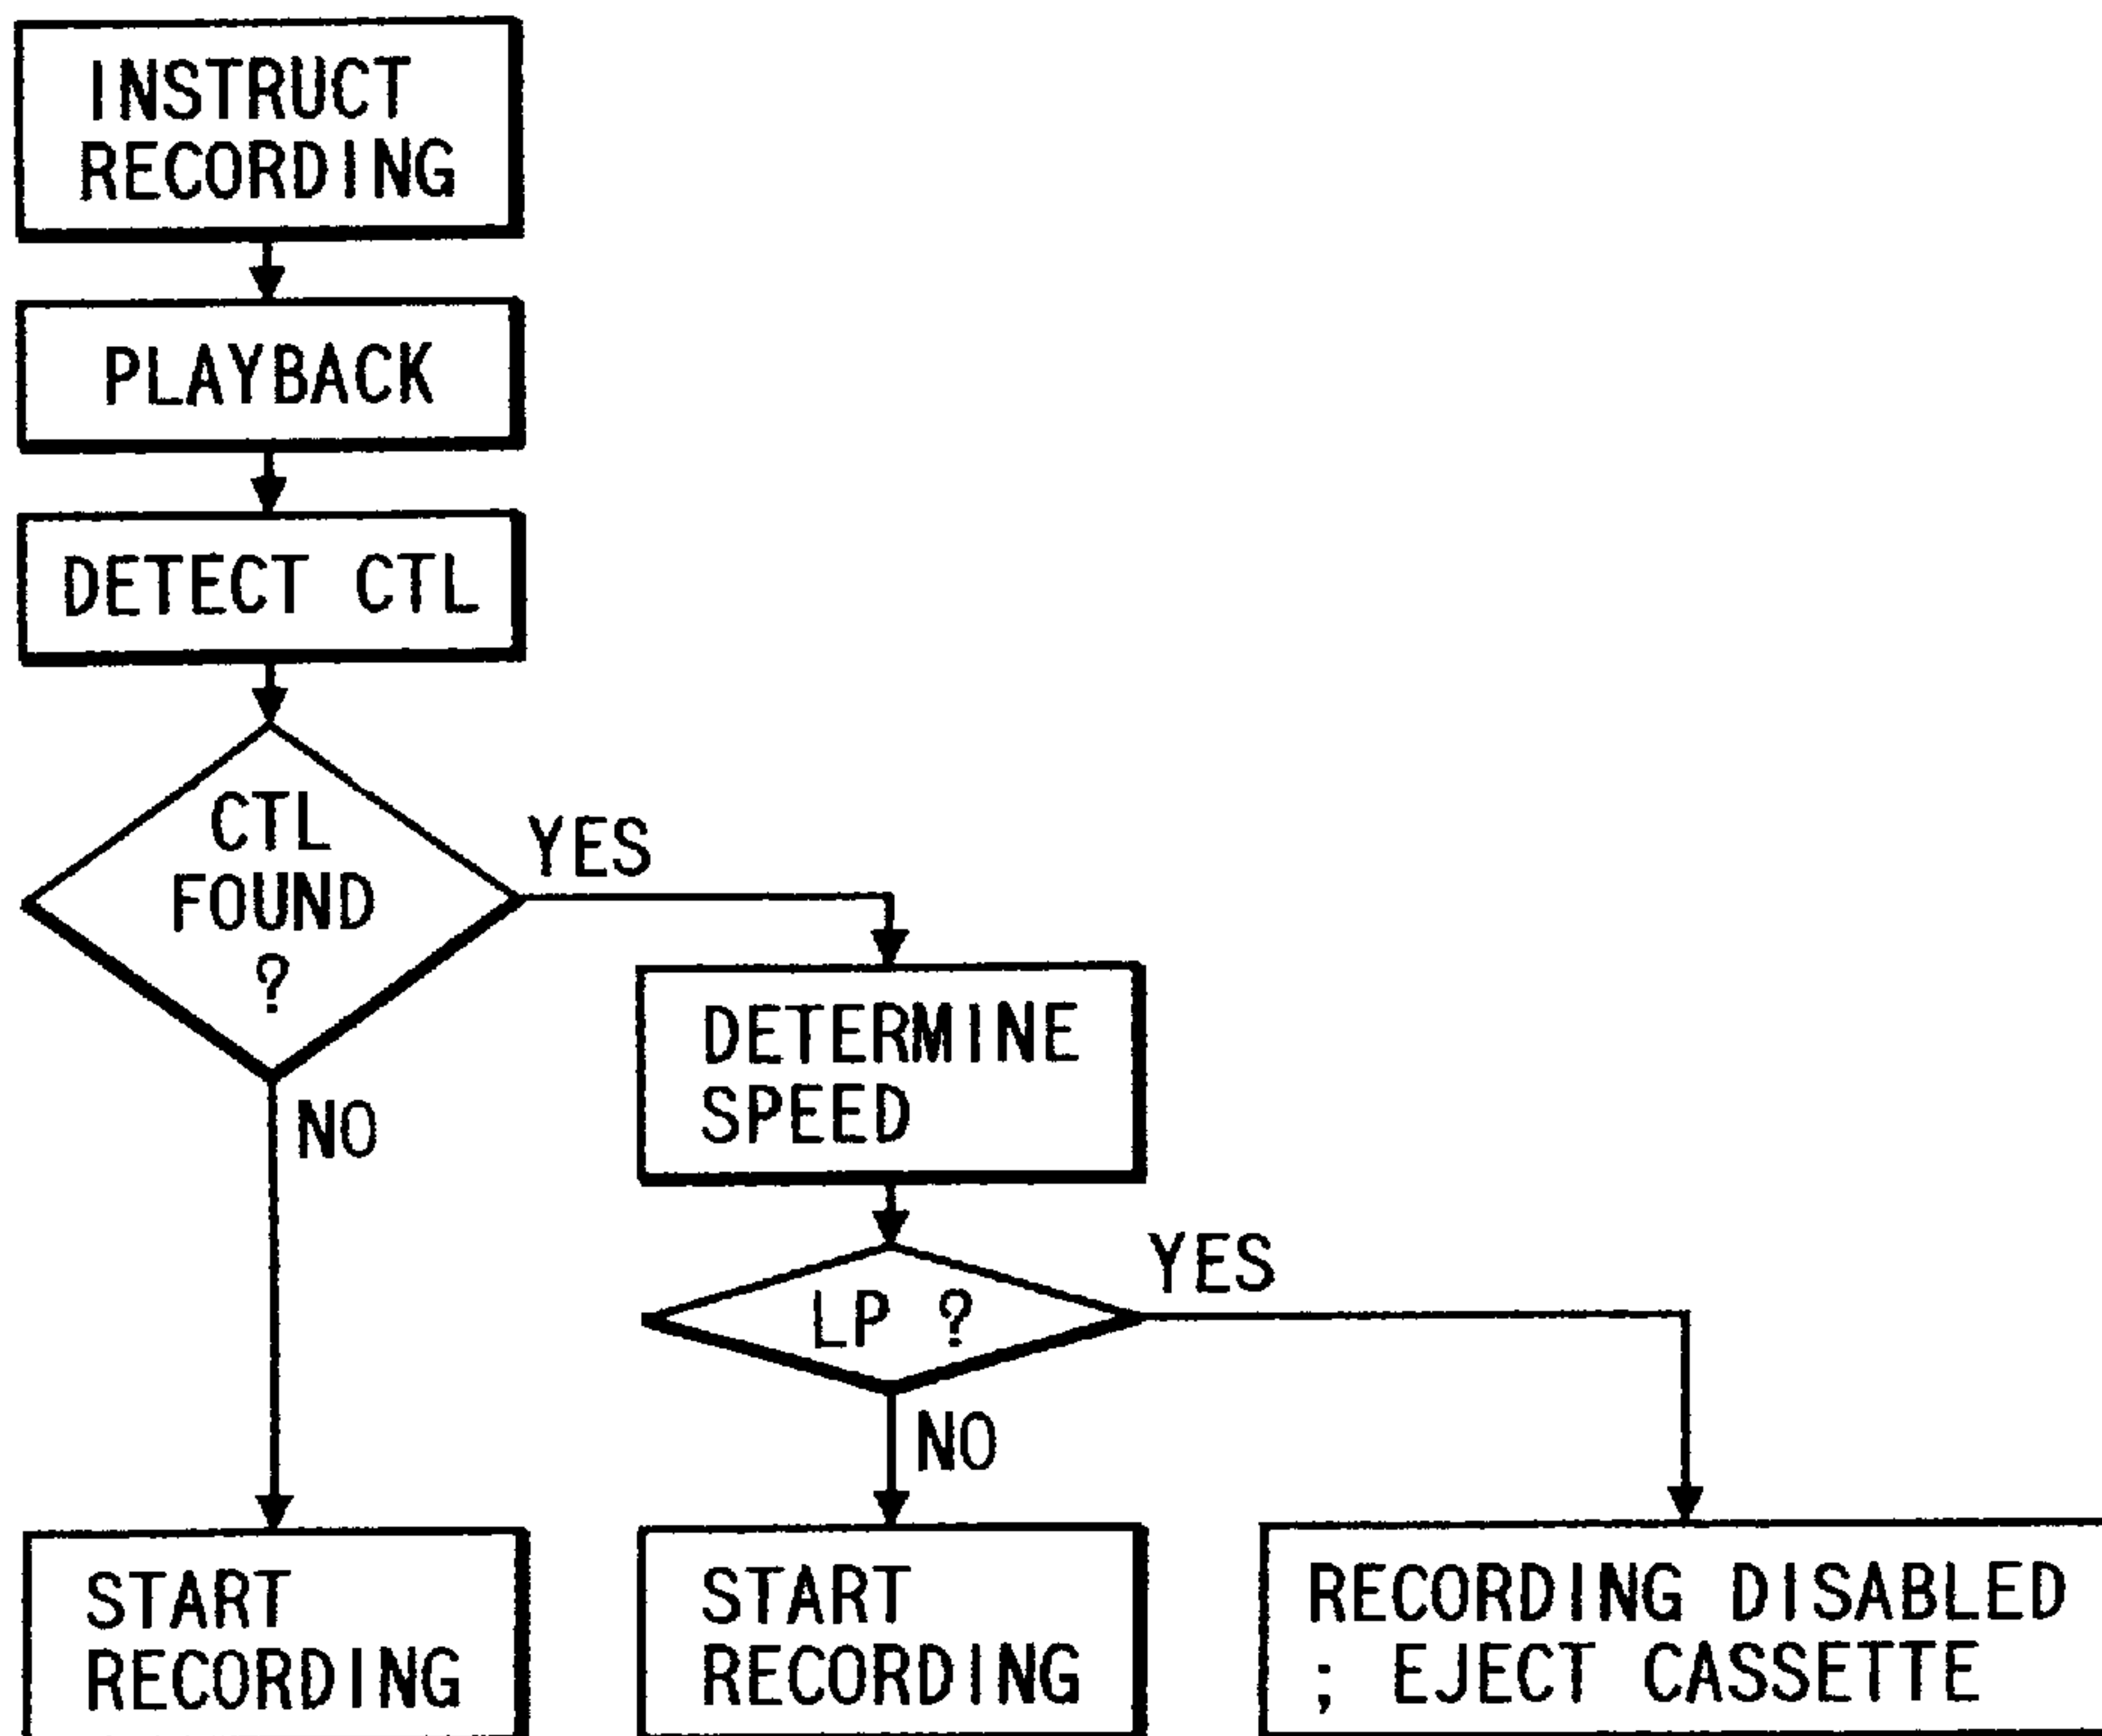 INSTRUCT
RECORDING
PLAYBACK
DETECT CTL
CTL
FOUND
?
YES
NO
DETERMINE
SPEED
LP ?
YES
NO
START
RECORDING
START
RECORDING
RECORDING DISABLED
; EJECT CASSETTE